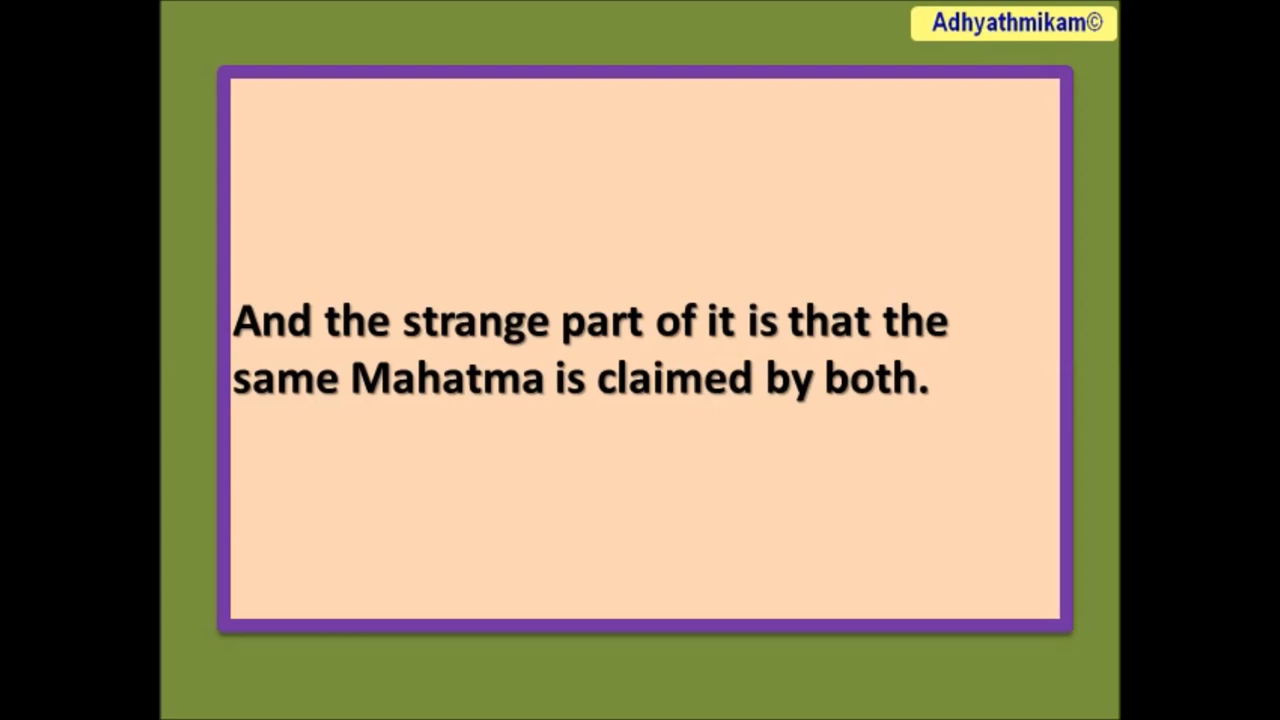 Adhyathmikam©
And the strange part of it is that the
same Mahatma is claimed by both.